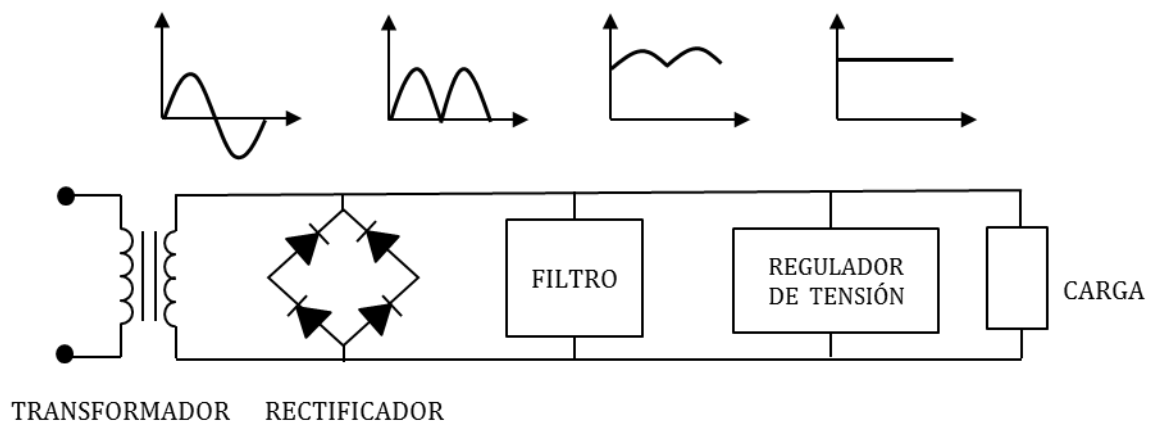 FILTRO
REGULADOR
DE TENSIÓN
CARGA
TRANSFORMADOR
RECTIFICADOR